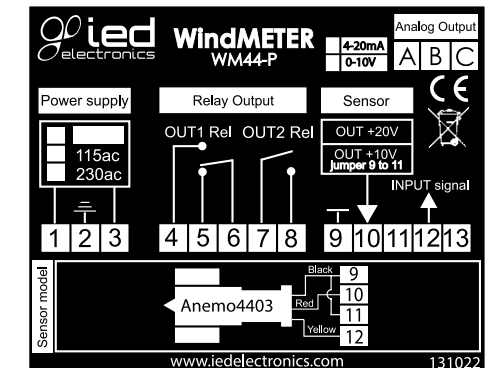 ied
electronics
WindMETER
WM44-P
4-20mA
0-10V
Analog Output
A B C
CE
Power supply
Relay Output
Sensor
115ac
230ac
OUT1 Rel OUT2 Rel
OUT +20V
OUT +10V
jumper 9 to 11
INPUT signal
1 2 3 4 5 6 7 8 9 10 11 12 13
Sensor model
Anemo4403
Black
Red
Yellow
9
10
11
12
www.iedelectronics.com
131022